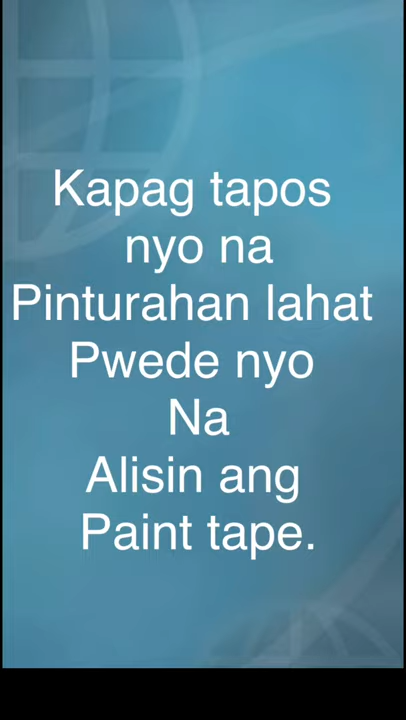 Kapag tapos
nyo na
Pinturahan lahat
Pwede nyo
Na
Alisin ang
Paint tape.